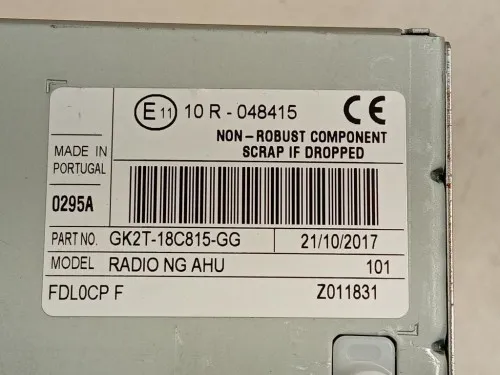 E 11 10 R - 048415 CE
NON - ROBUST COMPONENT
SCRAP IF DROPPED
MADE IN
PORTUGAL
0295A
PART NO. GK2T-18C815-GG 21/10/2017
MODEL RADIO NG AHU 101
FDL0CP F Z011831